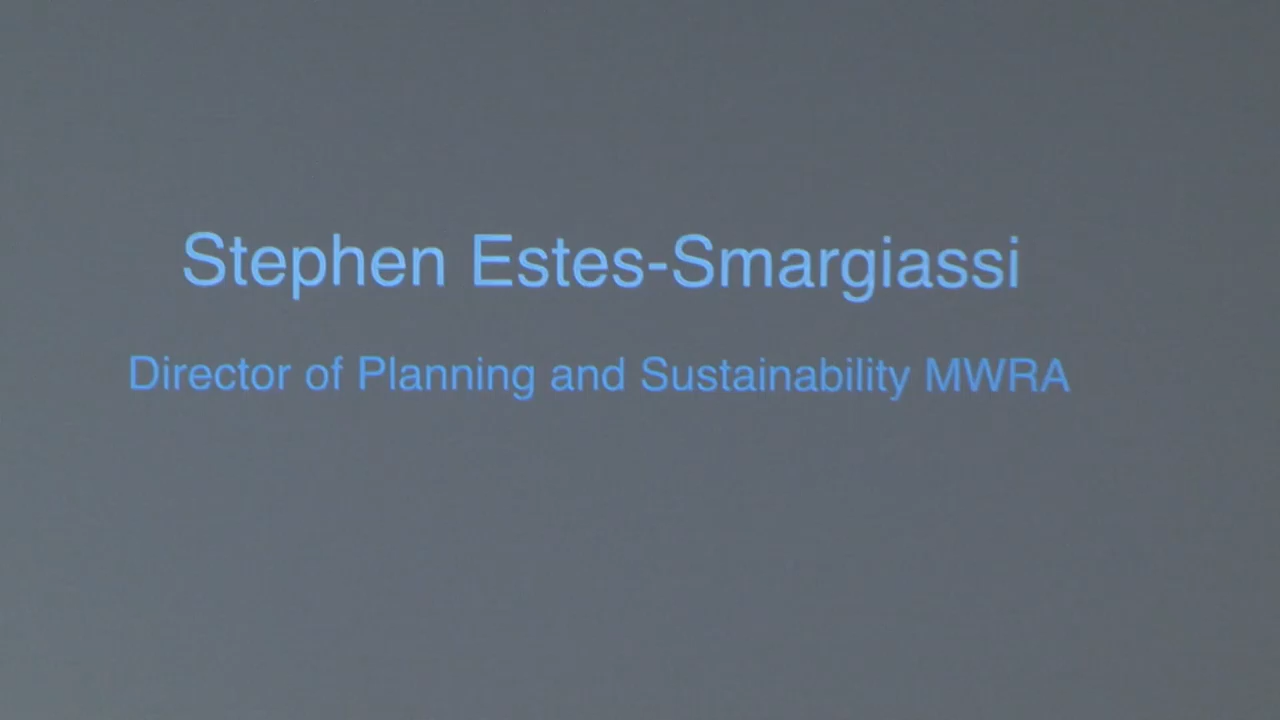 Stephen Estes-Smargiassi
Director of Planning and Sustainability MWRA